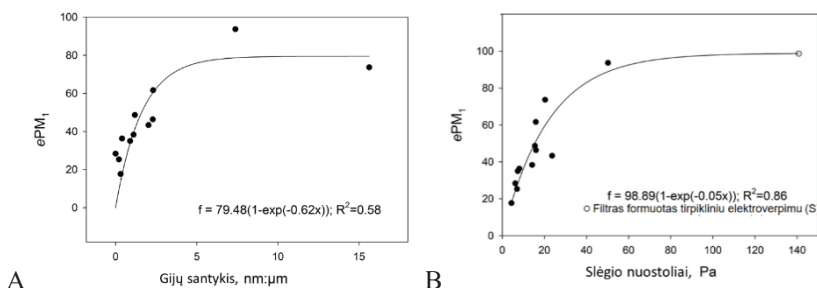 100
80
60
40
20
0
ePM1
0 5 10 15
f = 79.48(1-exp(-0.62x)); R²=0.58
Gijų santykis, nm:µm
A
100
80
60
40
20
0
ePM1
0 20 40 60 80 100 120 140
f = 98.89(1-exp(-0.05x)); R²=0.86
Filtras formuotas tirpikliniu elektroverpimu (S
Slėgio nuostoliai, Pa
B